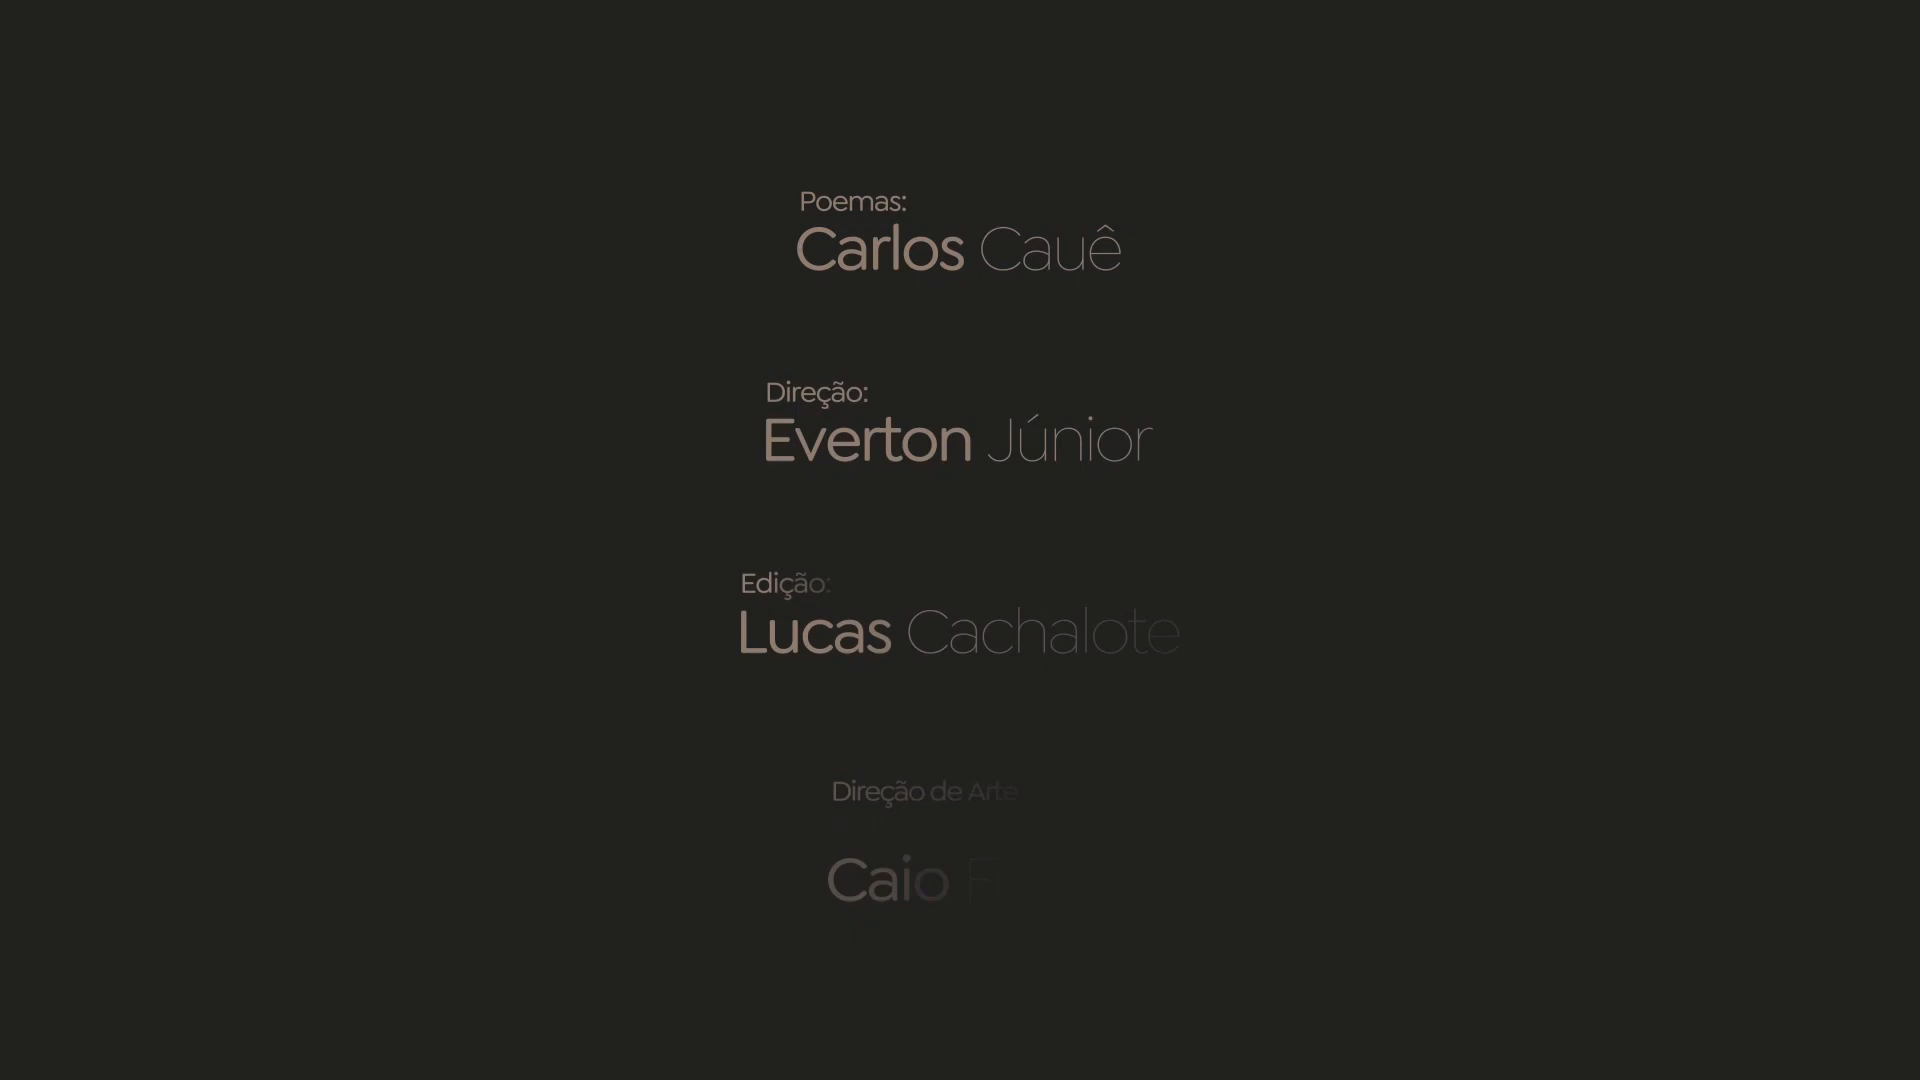 Poemas:
Carlos Cauê
Direção:
Everton Júnior
Edição:
Lucas Cachalote
Direção de Arte
Caio